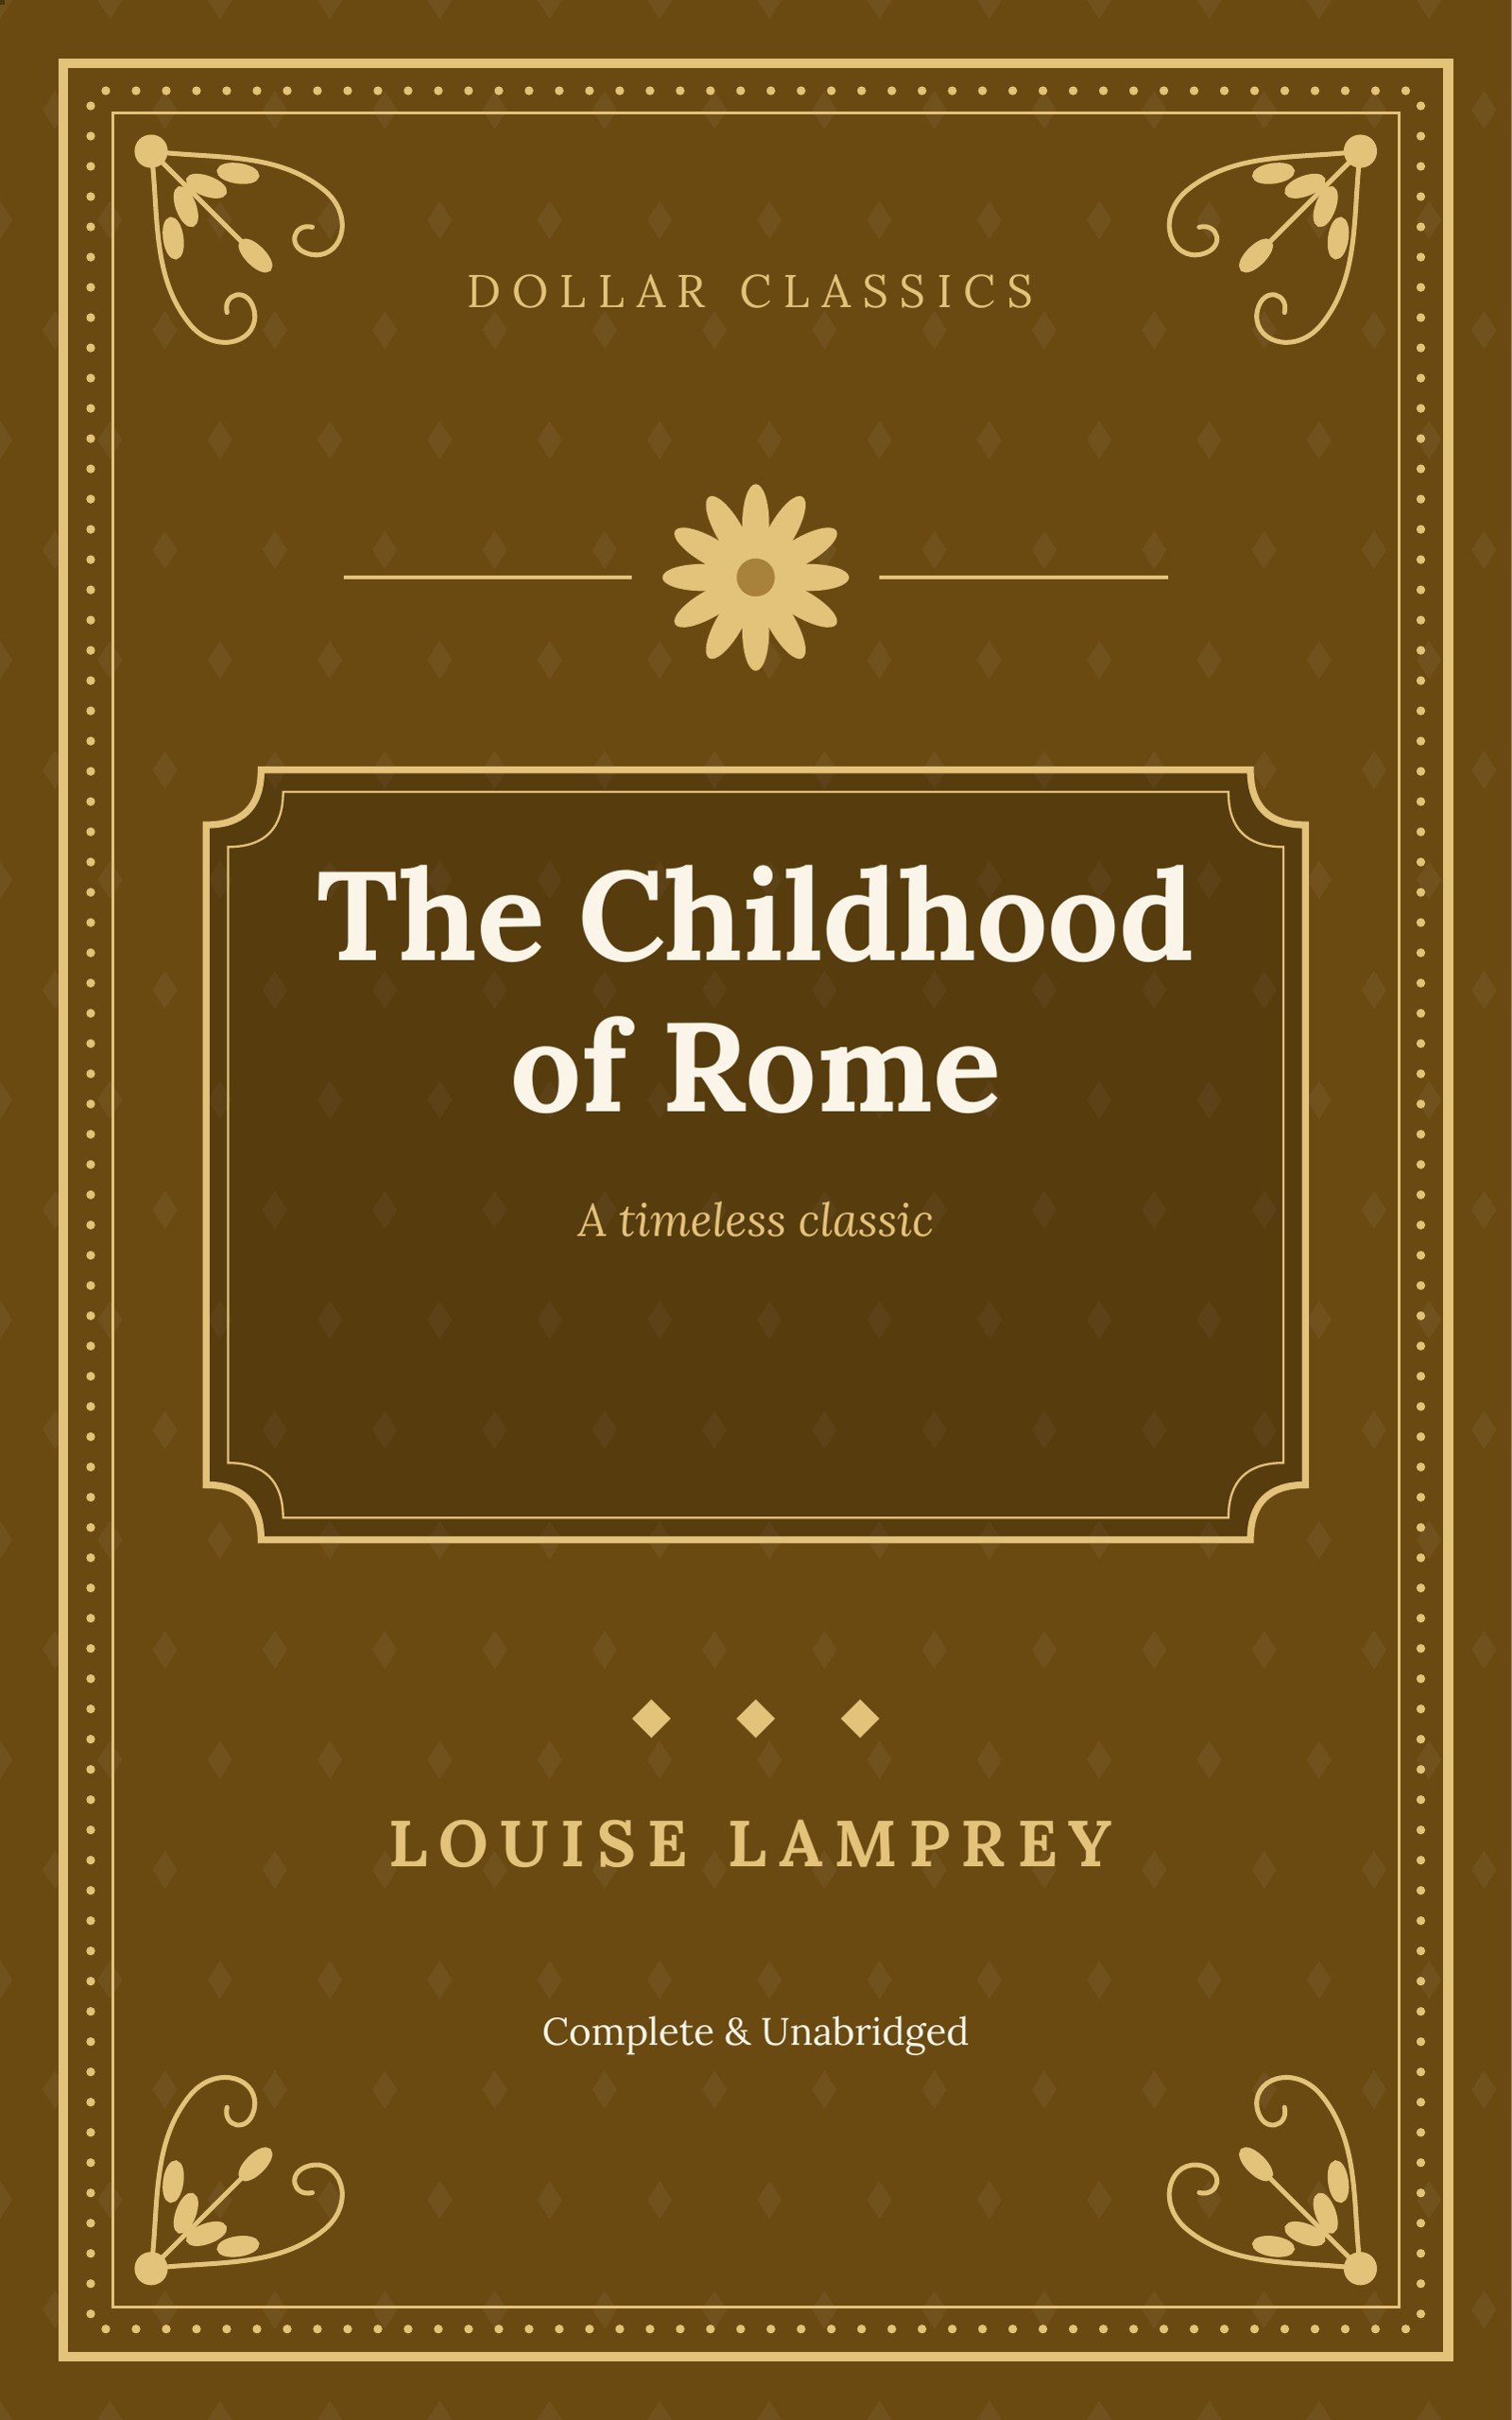 DOLLAR CLASSICS
The Childhood
of Rome
A timeless classic
LOUISE LAMPREY
Complete & Unabridged